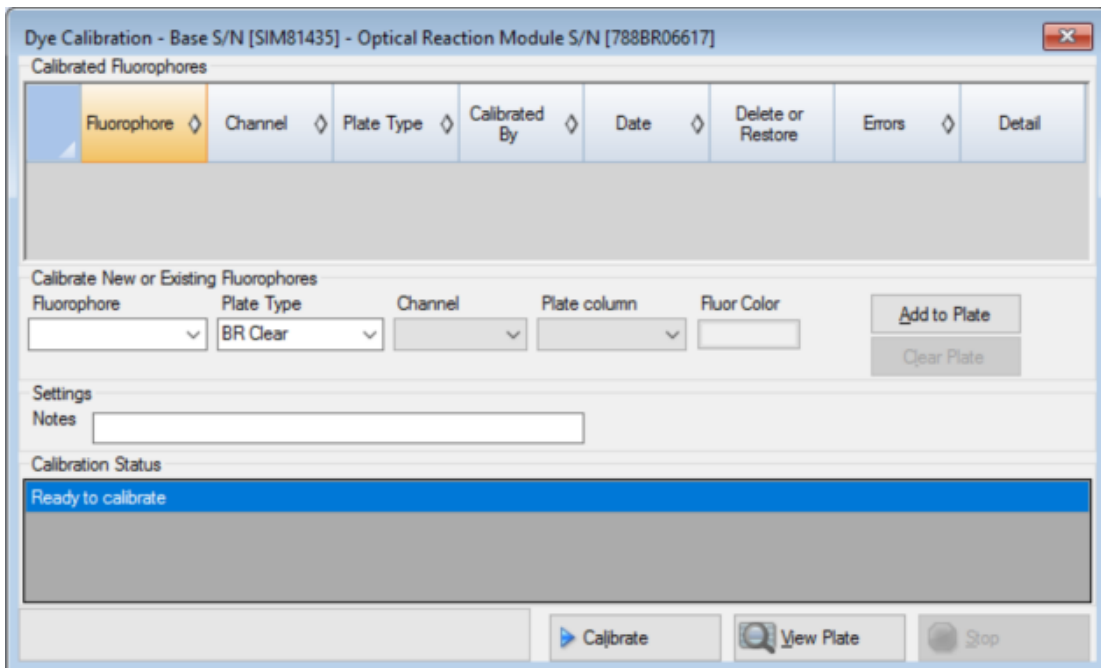 Dye Calibration - Base S/N [SIM81435] - Optical Reaction Module S/N [788BR06617]
Calibrated Fluorophores
Fluorophore Channel Plate Type Calibrated By Date Delete or Restore Errors Detail
Calibrate New or Existing Fluorophores
Fluorophore Plate Type Channel Plate column Fluor Color
BR Clear
Add to Plate
Clear Plate
Settings
Notes
Calibration Status
Ready to calibrate
Calibrate View Plate Stop